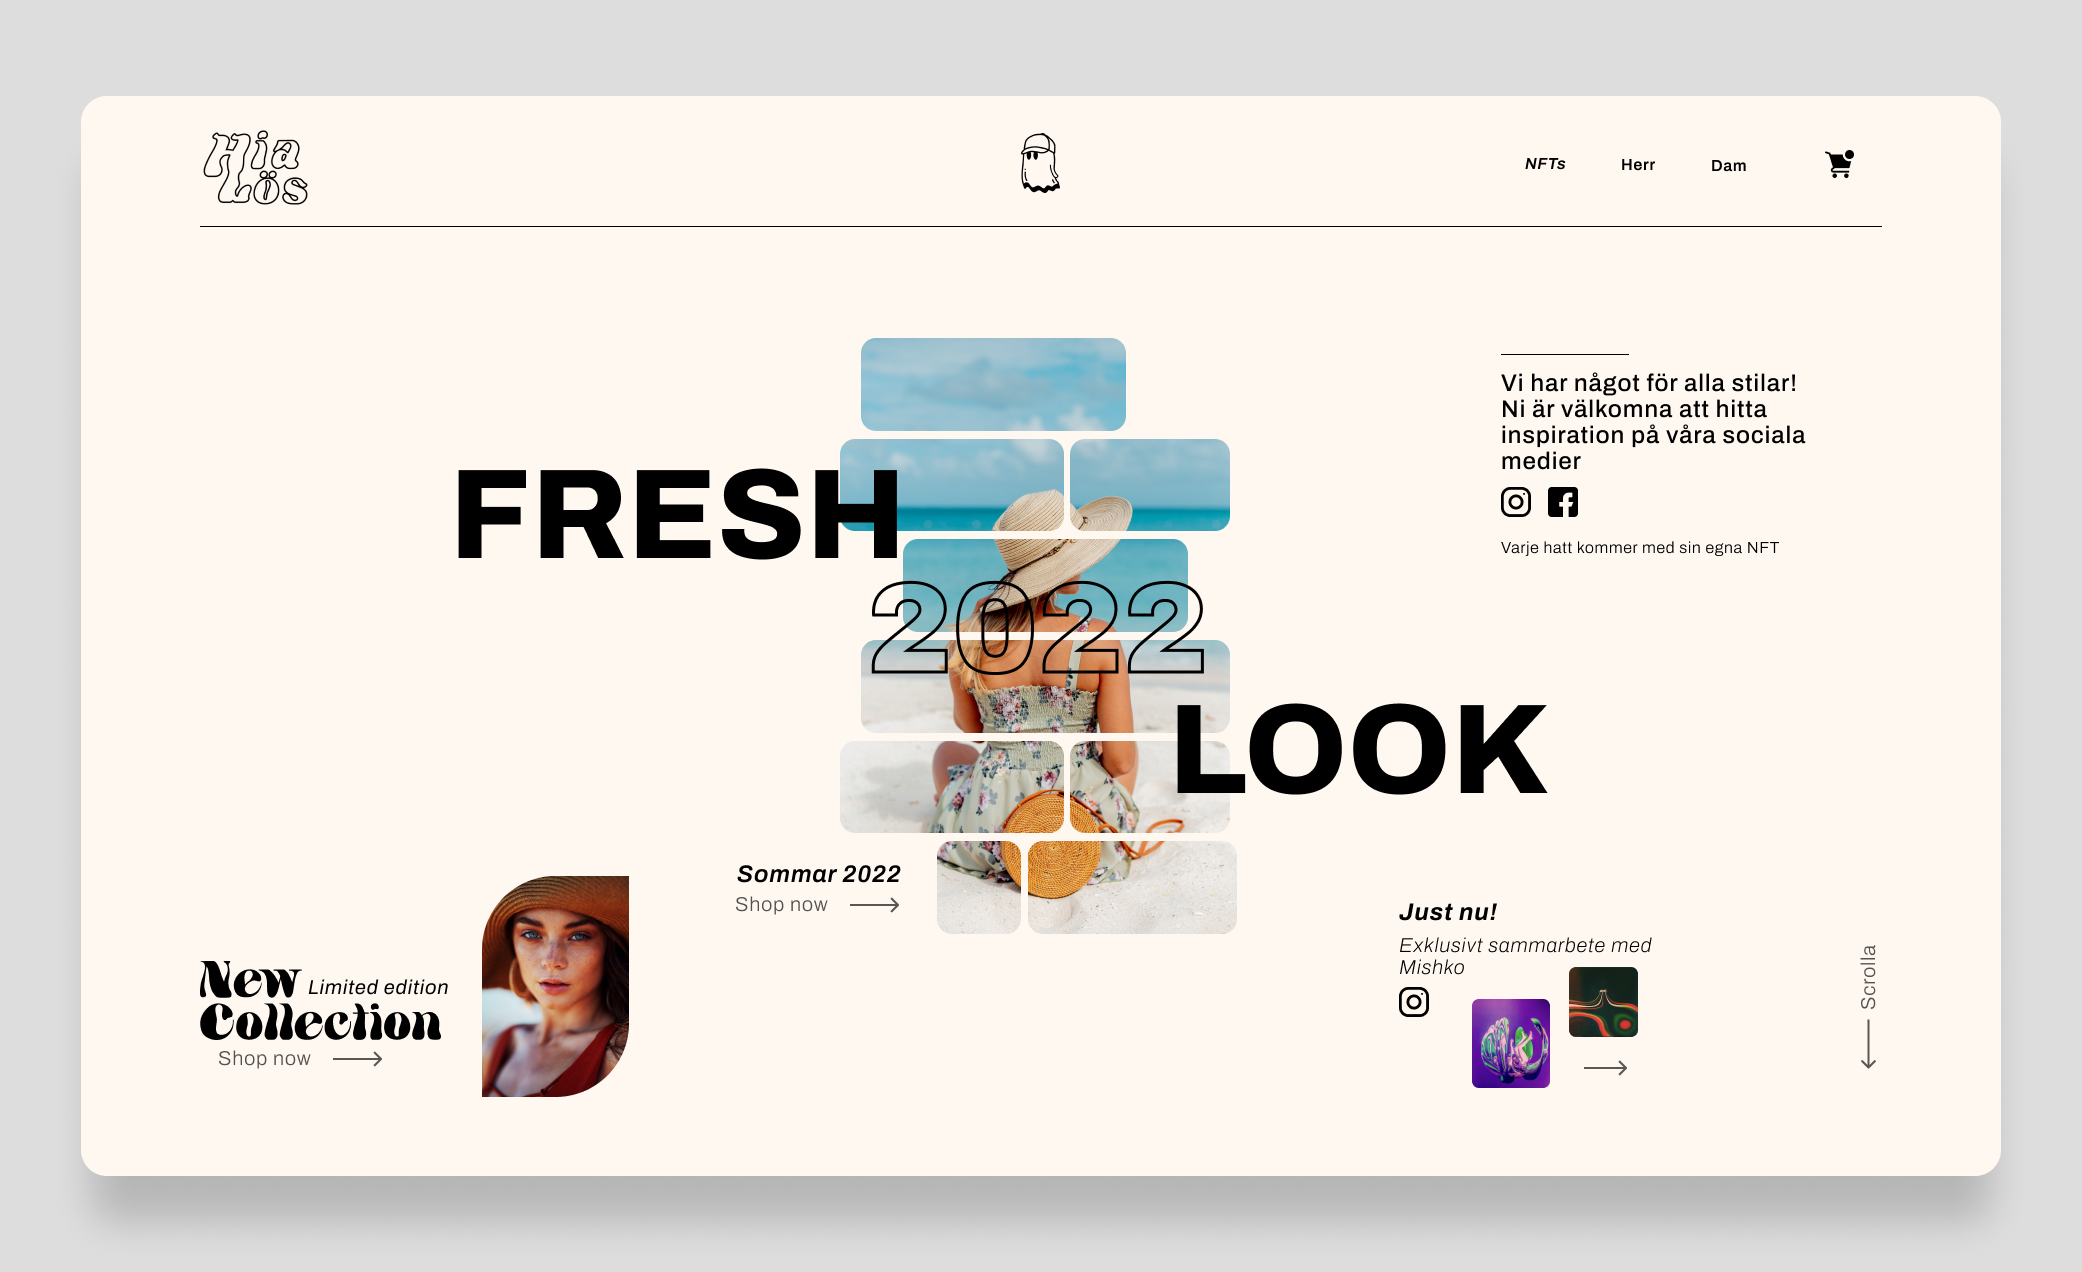 Hia
Lös
NFTs
Herr
Dam
Vi har något för alla stilar!
Ni är välkomna att hitta
inspiration på våra sociala
medier
Varje hatt kommer med sin egna NFT
FRESH
2022
LOOK
Sommar 2022
Shop now
New Limited edition
Collection
Shop now
Just nu!
Exklusivt sammarbete med
Mishko
Scrolla